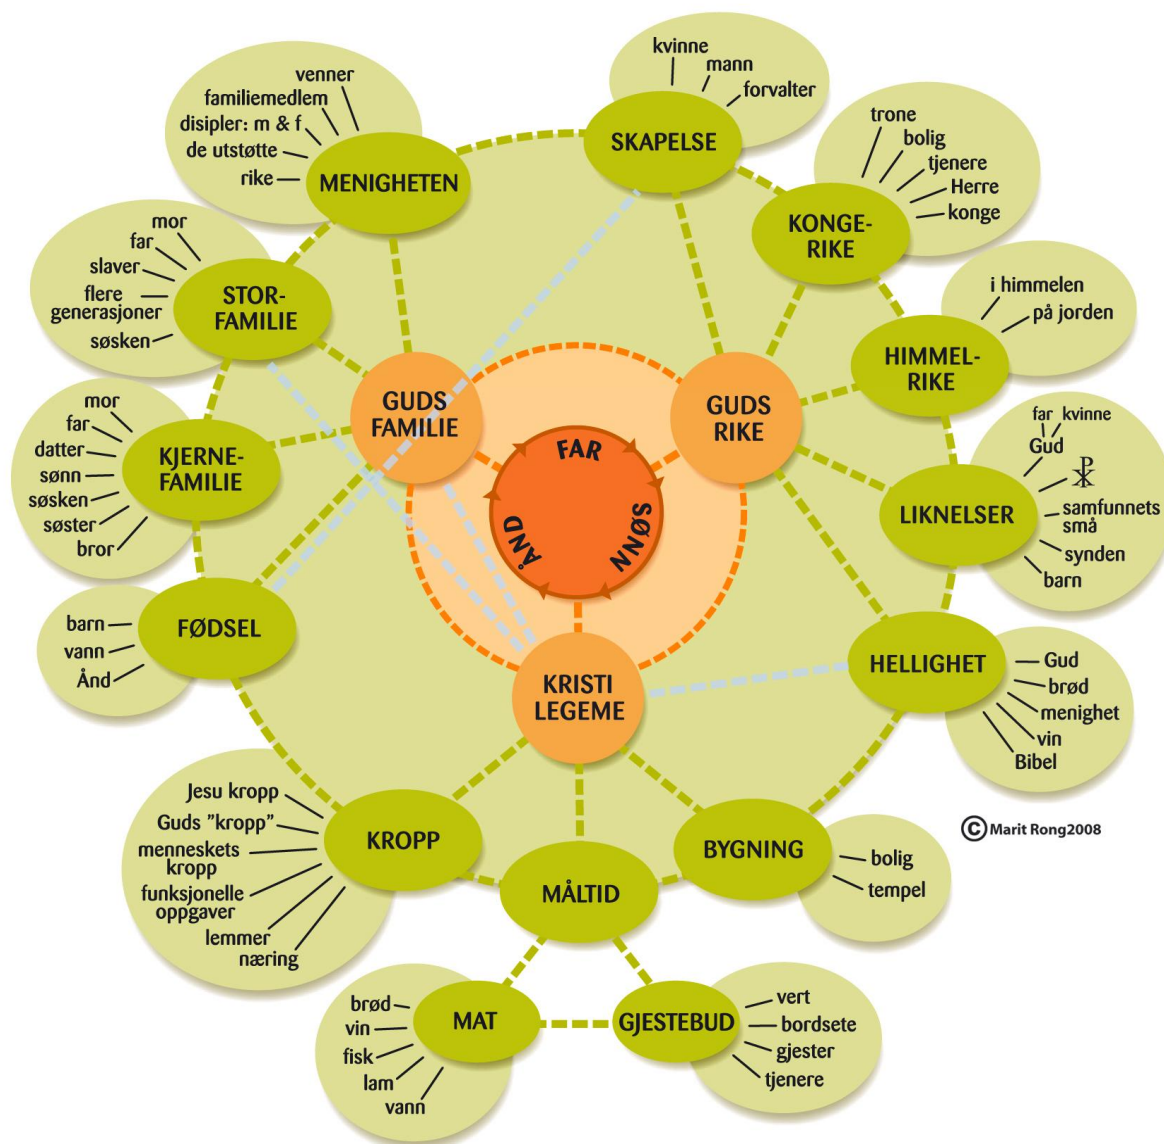 venner
familiemedlem
disipler: m & f
de utstøtte
rike
MENIGHETEN
kvinne
mann
forvalter
SKAPELSE
trone
bolig
tjenere
Herre
konge
KONGE-
RIKE
i himmelen
på jorden
HIMMEL-
RIKE
far kvinne
Gud
samfunnets
små
synden
barn
LIKNELSER
Gud
brød
menighet
vin
Bibel
HELLIGHET
mor
far
slaver
flere
generasjoner
søsken
STOR-
FAMILIE
mor
far
datter
sønn
søsken
søster
bror
KJERNE-
FAMILIE
barn
vann
Ånd
FØDSEL
GUDS
FAMILIE
GUDS
RIKE
FAR
SØNN
ÅND
KRISTI
LEGEME
Jesu kropp
Guds ”kropp”
menneskets
kropp
funksjonelle
oppgaver
lemmer
næring
KROPP
MÅLTID
BYGNING
bolig
tempel
© Marit Rong2008
brød
vin
fisk
lam
vann
MAT
GJESTEBUD
vert
bordsete
gjester
tjenere